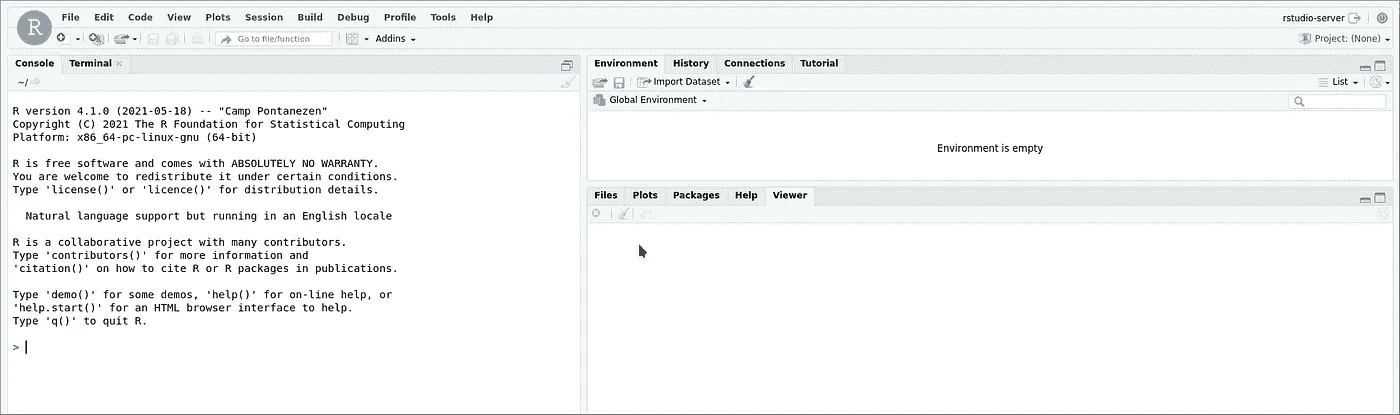 R
File Edit Code View Plots Session Build Debug Profile Tools Help
rstudio-server
Go to file/function
Addins
Project: (None)
Console Terminal
~/
R version 4.1.0 (2021-05-18) -- "Camp Pontanezen"
Copyright (C) 2021 The R Foundation for Statistical Computing
Platform: x86_64-pc-linux-gnu (64-bit)
R is free software and comes with ABSOLUTELY NO WARRANTY.
You are welcome to redistribute it under certain conditions.
Type 'license()' or 'licence()' for distribution details.
Natural language support but running in an English locale
R is a collaborative project with many contributors.
Type 'contributors()' for more information and
'citation()' on how to cite R or R packages in publications.
Type 'demo()' for some demos, 'help()' for on-line help, or
'help.start()' for an HTML browser interface to help.
Type 'q()' to quit R.
>
Environment History Connections Tutorial
Import Dataset
List
Global Environment
Environment is empty
Files Plots Packages Help Viewer